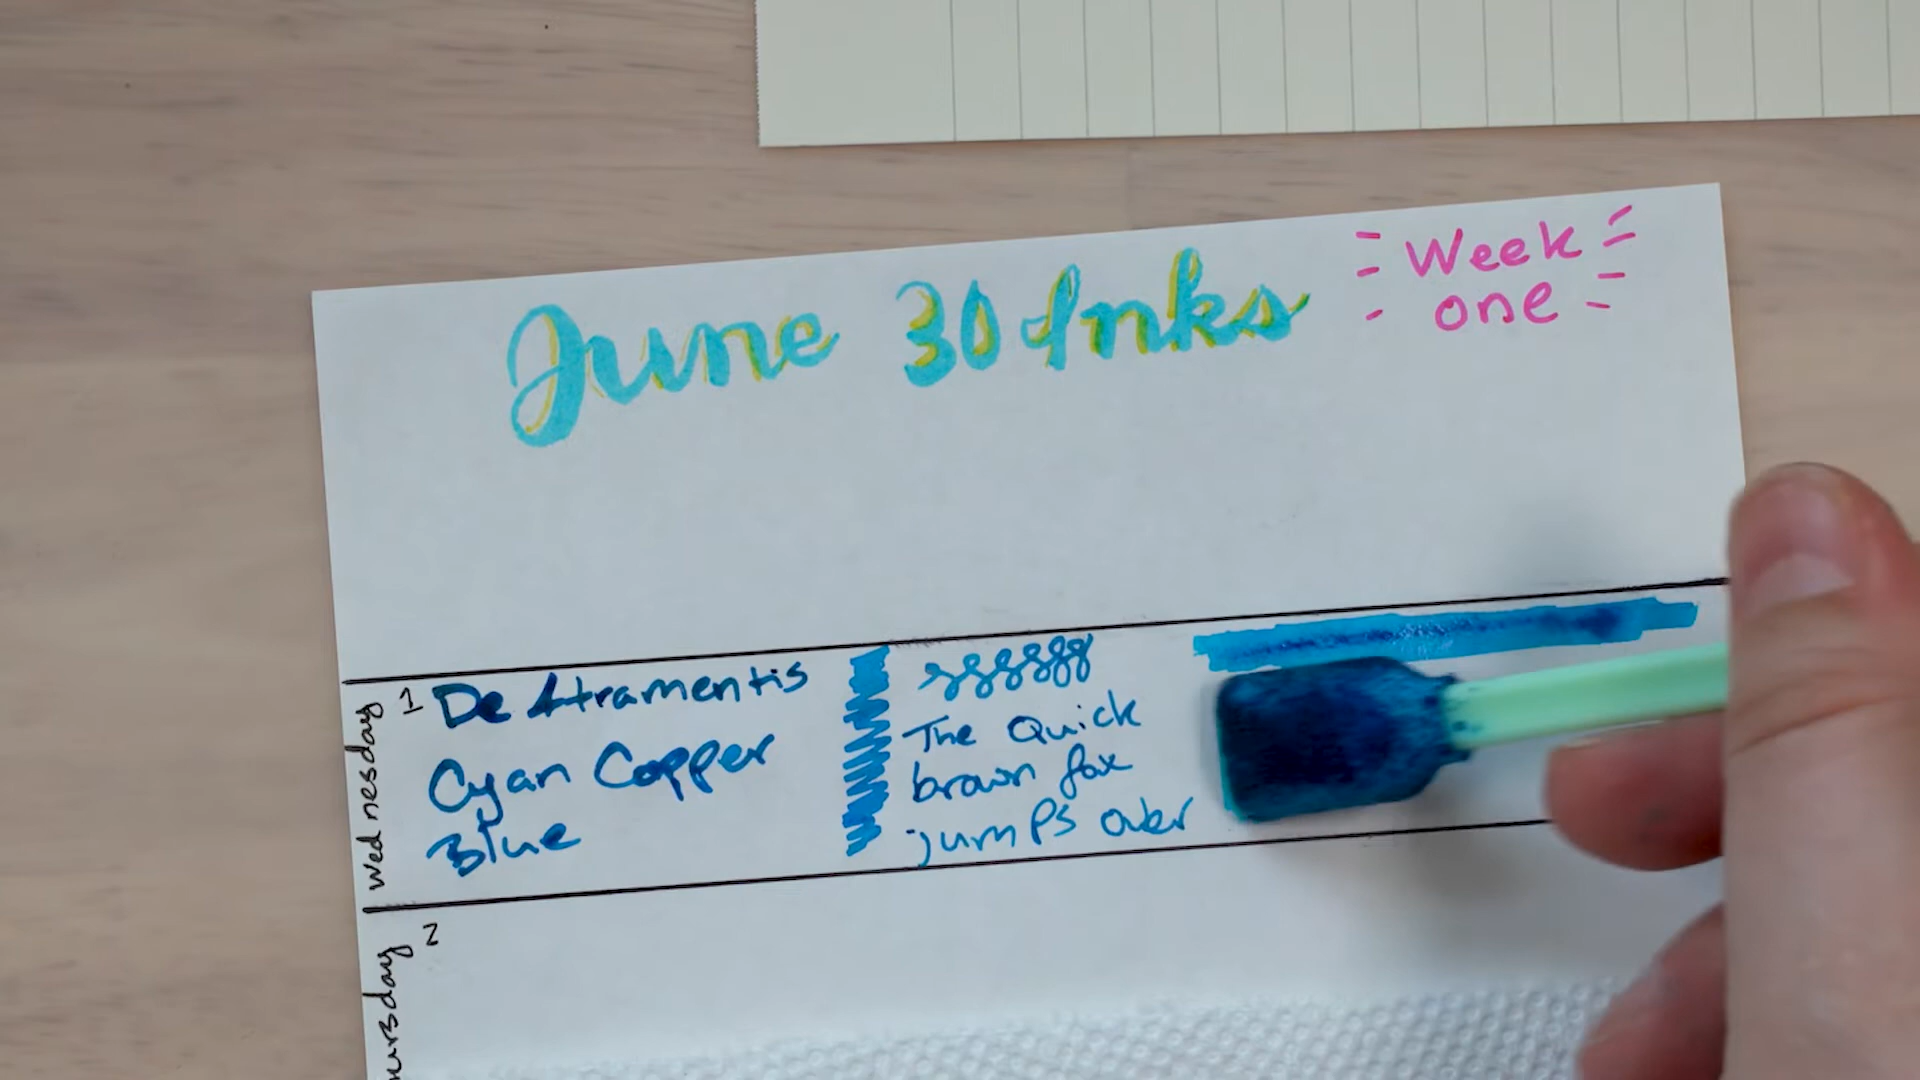 June 30 Inks
Week
one
wednesday
1
De Atramentis
Cyan Copper
Blue
The Quick
brown fox
jumps over
2